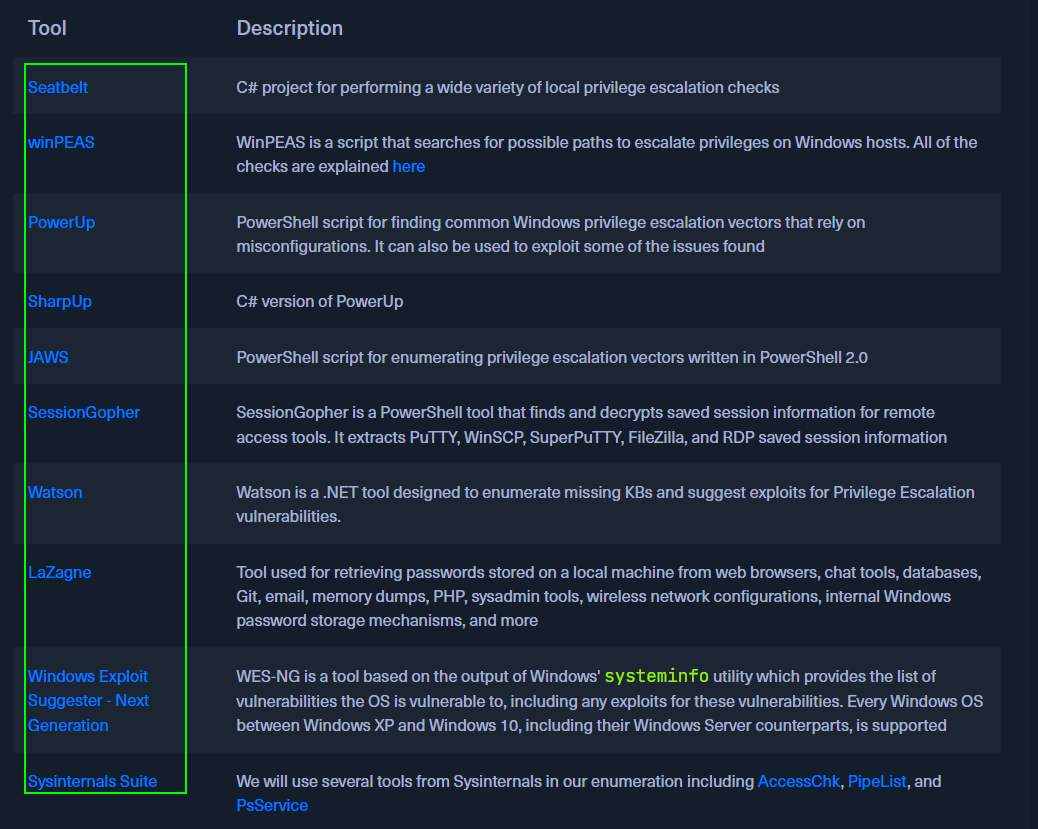 Tool Description
Seatbelt C# project for performing a wide variety of local privilege escalation checks
winPEAS WinPEAS is a script that searches for possible paths to escalate privileges on Windows hosts. All of the
checks are explained here
PowerUp PowerShell script for finding common Windows privilege escalation vectors that rely on
misconfigurations. It can also be used to exploit some of the issues found
SharpUp C# version of PowerUp
JAWS PowerShell script for enumerating privilege escalation vectors written in PowerShell 2.0
SessionGopher SessionGopher is a PowerShell tool that finds and decrypts saved session information for remote
access tools. It extracts PuTTY, WinSCP, SuperPuTTY, FileZilla, and RDP saved session information
Watson Watson is a .NET tool designed to enumerate missing KBs and suggest exploits for Privilege Escalation
vulnerabilities.
LaZagne Tool used for retrieving passwords stored on a local machine from web browsers, chat tools, databases,
Git, email, memory dumps, PHP, sysadmin tools, wireless network configurations, internal Windows
password storage mechanisms, and more
Windows Exploit WES-NG is a tool based on the output of Windows' systeminfo utility which provides the list of
Suggester - Next vulnerabilities the OS is vulnerable to, including any exploits for these vulnerabilities. Every Windows OS
Generation between Windows XP and Windows 10, including their Windows Server counterparts, is supported
Sysinternals Suite We will use several tools from Sysinternals in our enumeration including AccessChk, PipeList, and
PsService